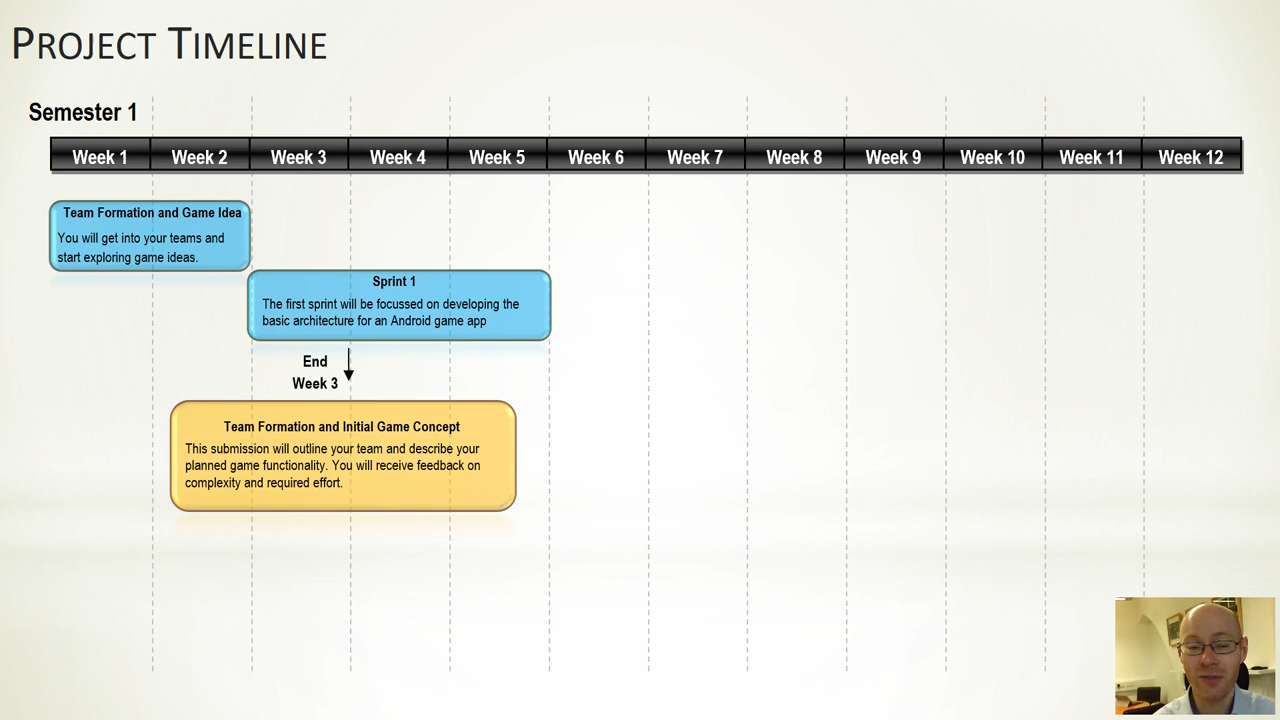 PROJECT TIMELINE
Semester 1
Week 1 Week 2 Week 3 Week 4 Week 5 Week 6 Week 7 Week 8 Week 9 Week 10 Week 11 Week 12
Team Formation and Game Idea
You will get into your teams and
start exploring game ideas.
Sprint 1
The first sprint will be focussed on developing the
basic architecture for an Android game app
End
Week 3
Team Formation and Initial Game Concept
This submission will outline your team and describe your
planned game functionality. You will receive feedback on
complexity and required effort.